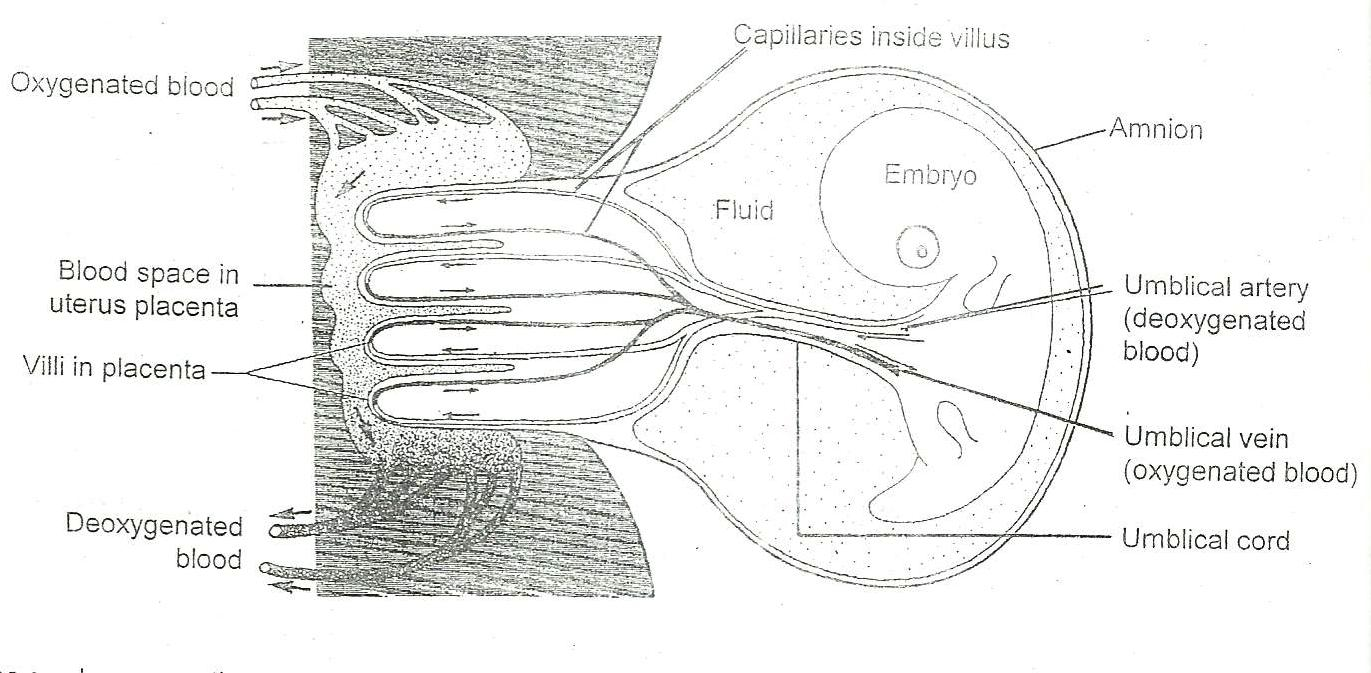 Capillaries inside villus
Oxygenated blood
Amnion
Embryo
Fluid
Blood space in
uterus placenta
Umblical artery
(deoxygenated
blood)
Villi in placenta
Umblical vein
(oxygenated blood)
Deoxygenated
blood
Umblical cord